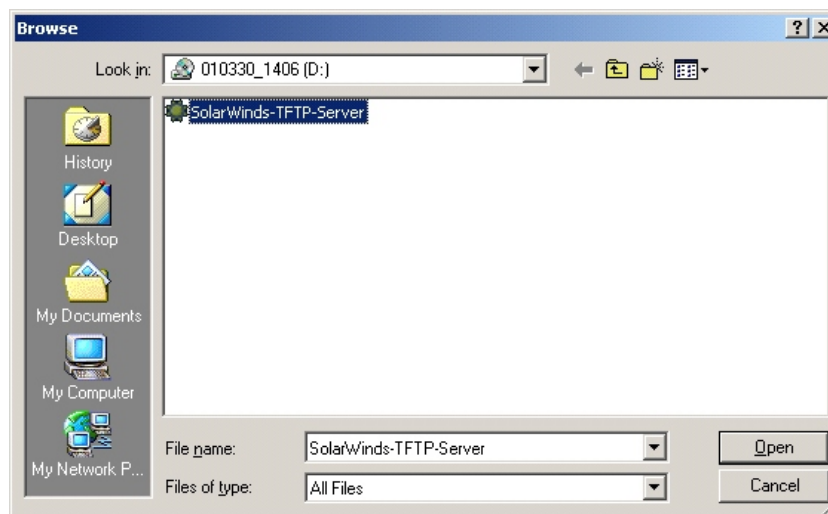 Browse
Look in: 010330_1406 (D:)
SolarWinds-TFTP-Server
History
Desktop
My Documents
My Computer
My Network P...
File name: SolarWinds-TFTP-Server Open
Files of type: All Files Cancel